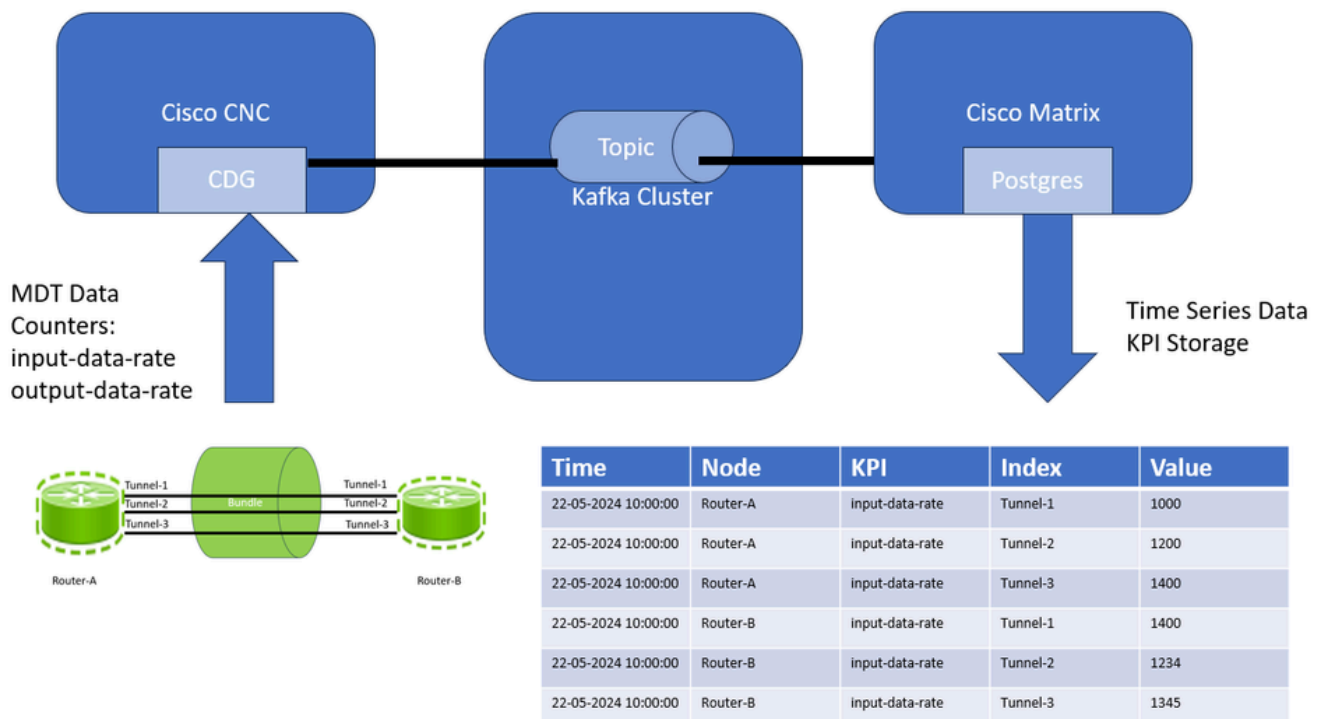 Cisco CNC
CDG
Topic
Kafka Cluster
Cisco Matrix
Postgres
MDT Data
Counters:
input-data-rate
output-data-rate
Time Series Data
KPI Storage
Tunnel-1
Tunnel-2
Tunnel-3
Bundle
Tunnel-1
Tunnel-2
Tunnel-3
Router-A
Router-B
Time Node KPI Index Value
22-05-2024 10:00:00 Router-A input-data-rate Tunnel-1 1000
22-05-2024 10:00:00 Router-A input-data-rate Tunnel-2 1200
22-05-2024 10:00:00 Router-A input-data-rate Tunnel-3 1400
22-05-2024 10:00:00 Router-B input-data-rate Tunnel-1 1400
22-05-2024 10:00:00 Router-B input-data-rate Tunnel-2 1234
22-05-2024 10:00:00 Router-B input-data-rate Tunnel-3 1345